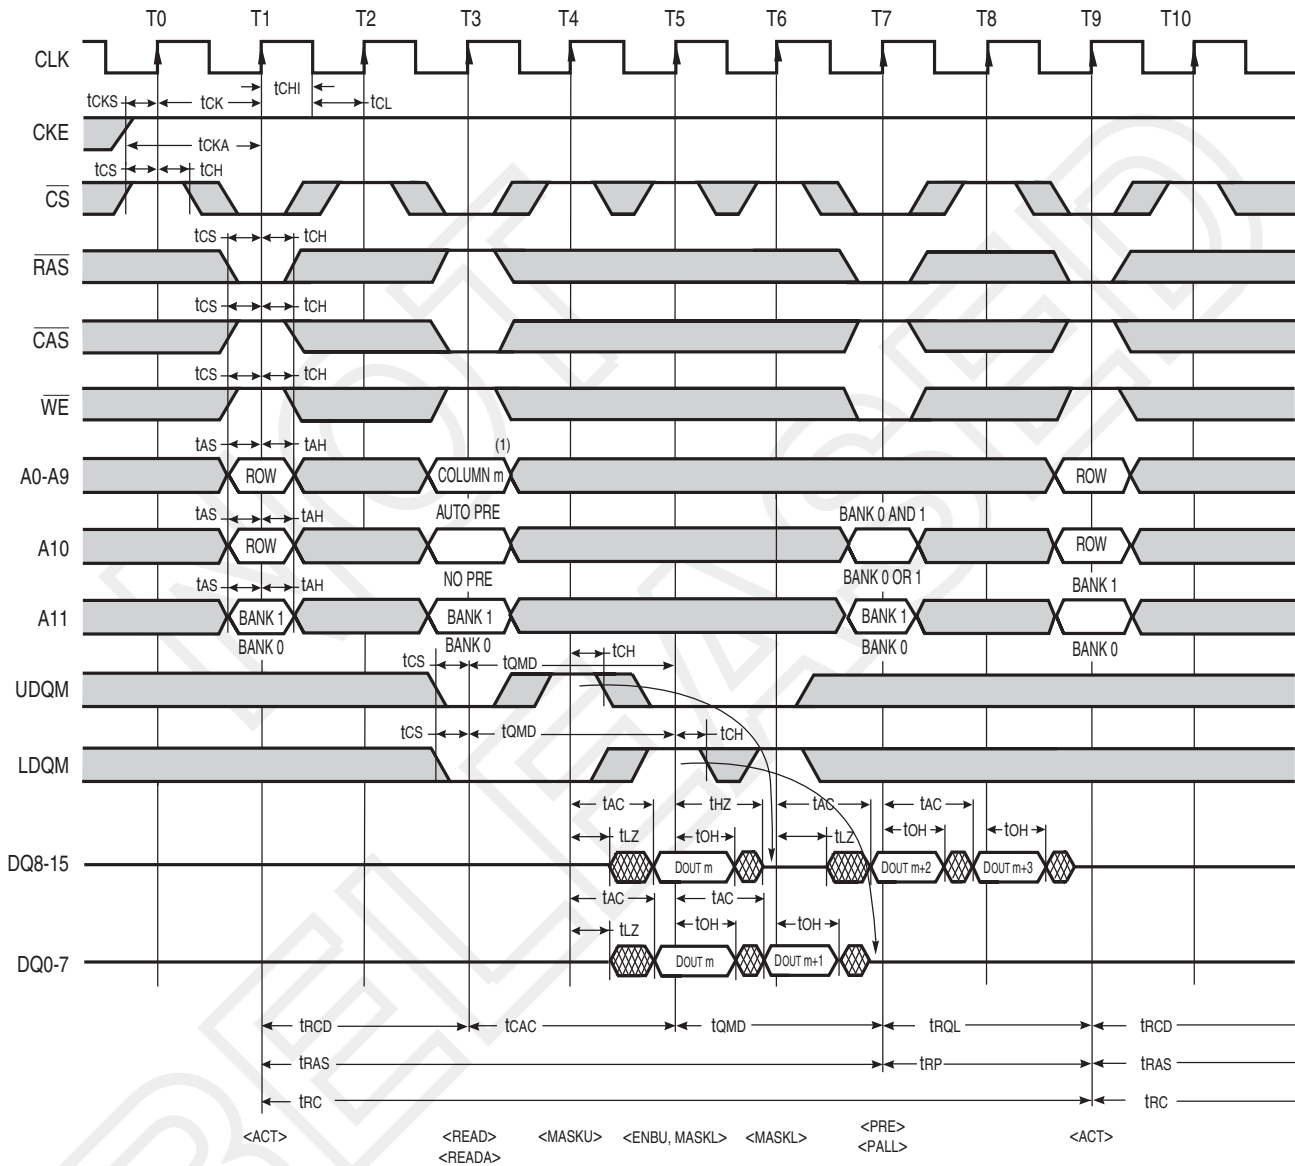 T0 T1 T2 T3 T4 T5 T6 T7 T8 T9 T10
CLK
tCHI
tCKS tCK tCL
CKE
tCKA
tCS tCH
CS
tCS tCH
RAS
tCS tCH
CAS
tCS tCH
WE
tAS tAH (1)
A0-A9 ROW COLUMN m ROW
tAS tAH AUTO PRE BANK 0 AND 1
A10 ROW ROW
tAS tAH NO PRE BANK 0 OR 1 BANK 1
A11 BANK 1 BANK 1 BANK 1
BANK 0 BANK 0 BANK 0 BANK 0
tCS tQMD tCH
UDQM
tCS tQMD tCH
LDQM
tAC tHZ tAC tAC
tLZ tOH tLZ tOH tOH
DQ8-15 DOUT m DOUT m+2 DOUT m+3
tAC tAC
tLZ tOH tOH
DQ0-7 DOUT m DOUT m+1
tRCD tCAC tQMD tRQL tRCD
tRAS tRP tRAS
tRC tRC
<ACT> <READ> <MASKU> <ENBU, MASKL> <MASKL> <PRE> <ACT>
<READA> <PALL>
NOT
RELEASED